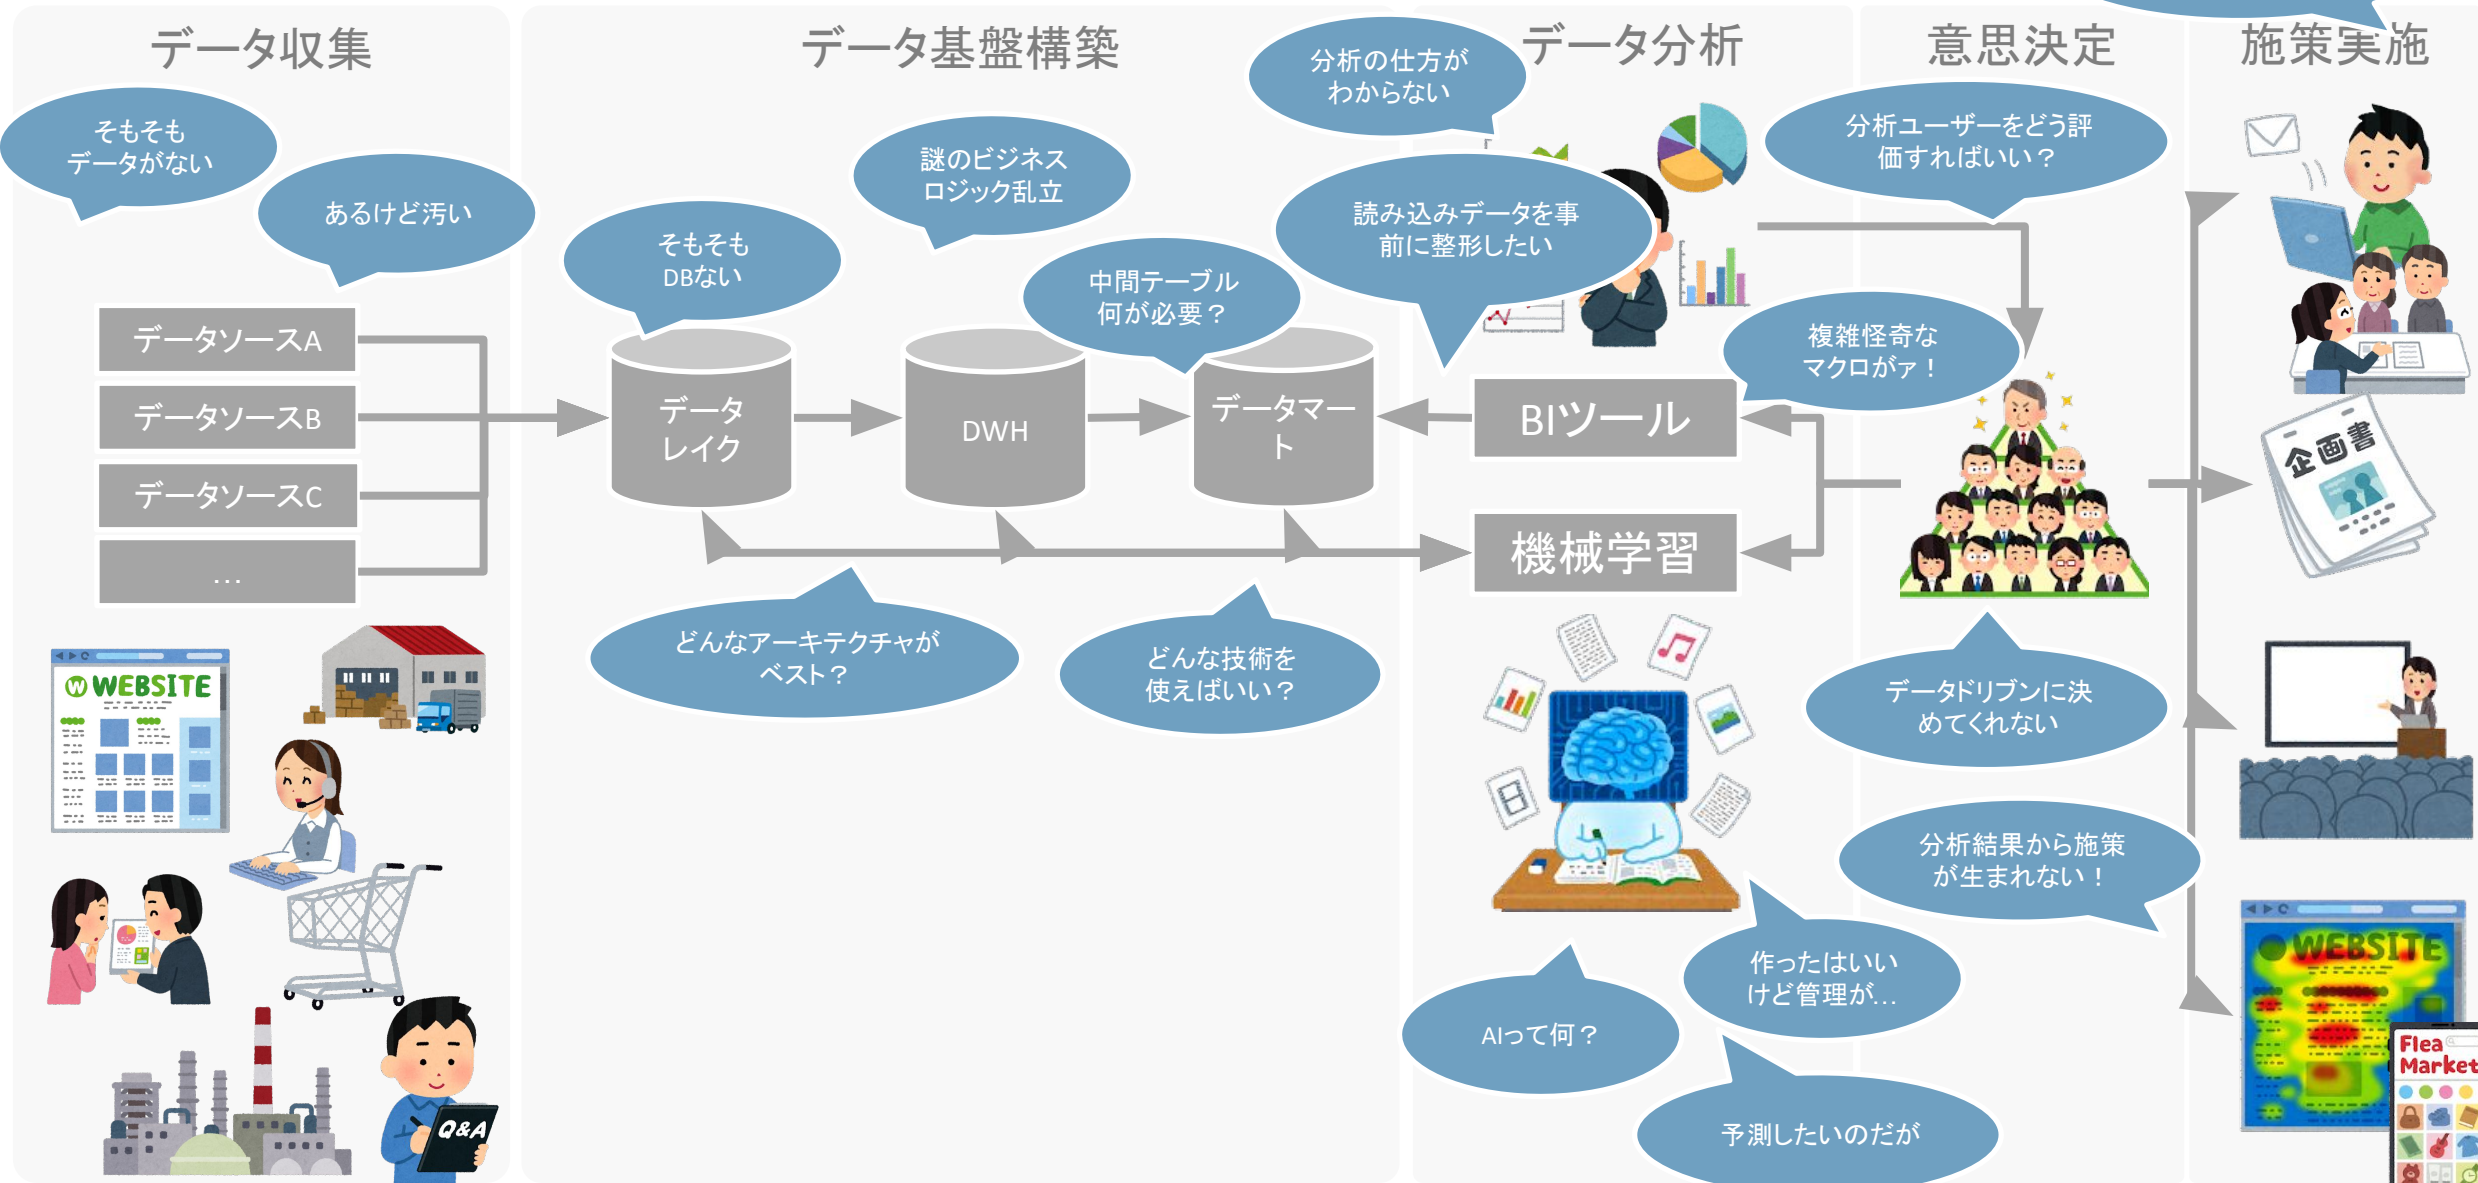 データ収集
データ基盤構築
データ分析
意思決定
施策実施
そもそも
データがない
あるけど汚い
そもそも
DBない
謎のビジネス
ロジック乱立
中間テーブル
何が必要？
分析の仕方が
わからない
読み込みデータを事
前に整形したい
分析ユーザーをどう評
価すればいい？
複雑怪奇な
マクロがァ！
データソースA
データソースB
データソースC
…
データ
レイク
DWH
データマー
ト
BIツール
機械学習
企画書
どんなアーキテクチャが
ベスト？
どんな技術を
使えばいい？
データドリブンに決
めてくれない
分析結果から施策
が生まれない！
作ったはいい
けど管理が…
AIって何？
予測したいのだが
W WEBSITE
Q&A
WEBSITE
Flea
Market